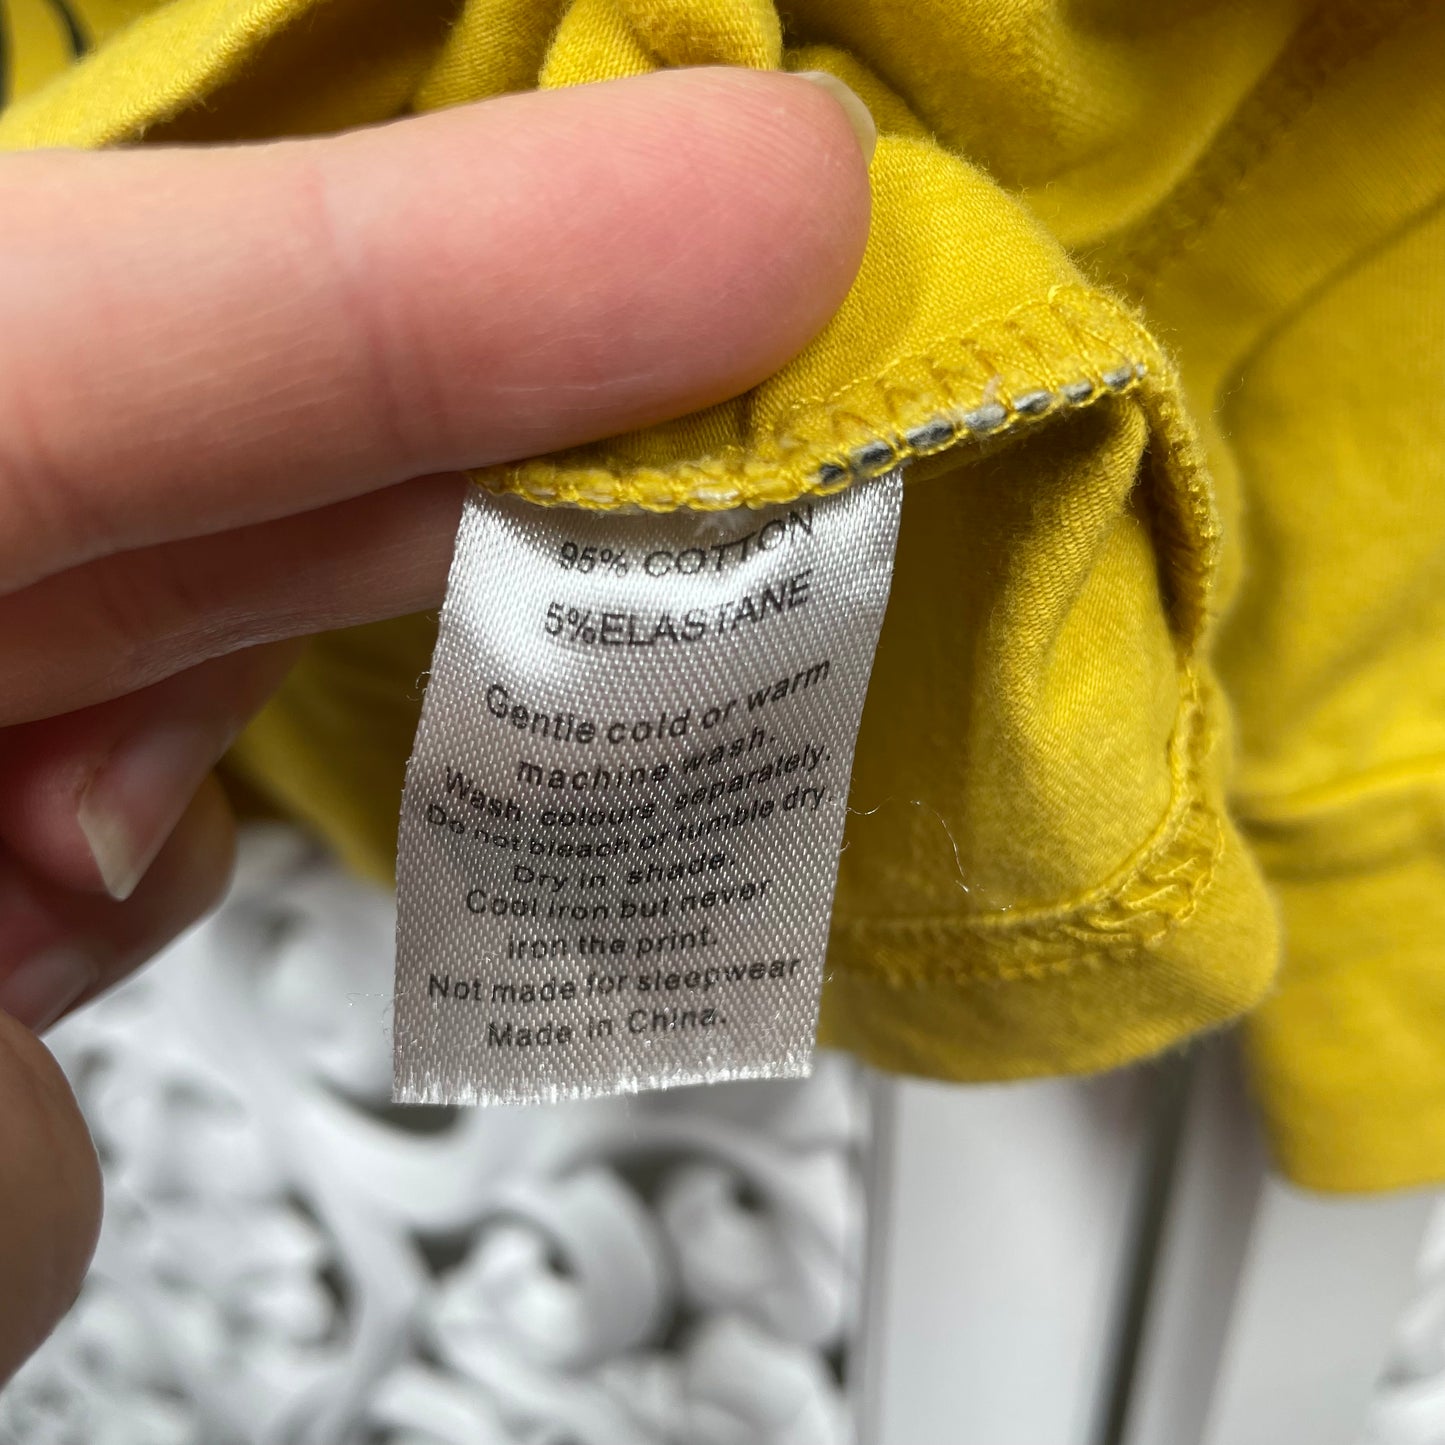 95% COTTON
5%ELASTANE
Gentle cold or warm
machine wash.
Wash colours separately.
Do not bleach or tumble dry.
Dry in shade.
Cool iron but never
iron the print.
Not made for sleepwear
Made in China.